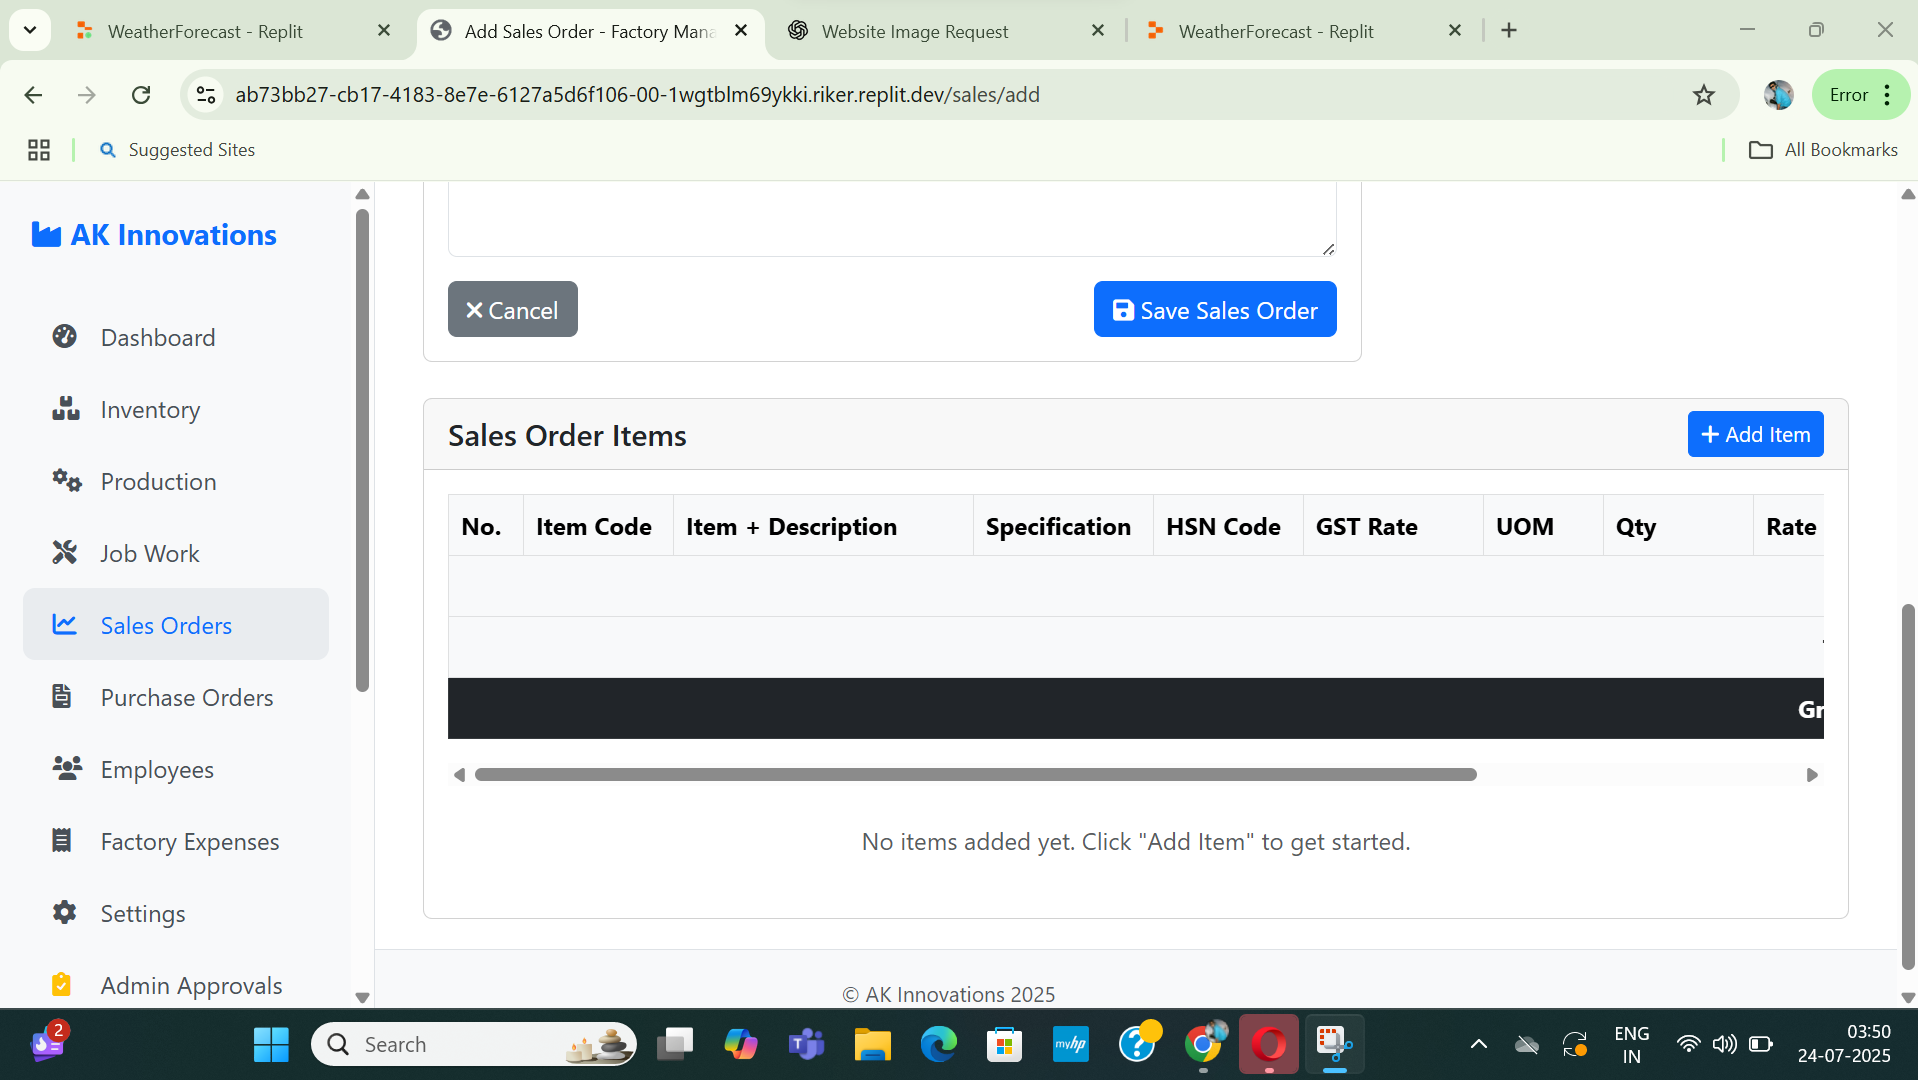 WeatherForecast - Replit
Add Sales Order - Factory Mana
Website Image Request
WeatherForecast - Replit
ab73bb27-cb17-4183-8e7e-6127a5d6f106-00-1wgtblm69ykki.riker.replit.dev/sales/add
Error
Suggested Sites
All Bookmarks
AK Innovations
Dashboard
Inventory
Production
Job Work
Sales Orders
Purchase Orders
Employees
Factory Expenses
Settings
Admin Approvals
Cancel
Save Sales Order
Sales Order Items
+ Add Item
No. Item Code Item + Description Specification HSN Code GST Rate UOM Qty Rate
Gr
No items added yet. Click "Add Item" to get started.
© AK Innovations 2025
2
Search
myhp
ENG
IN
03:50
24-07-2025